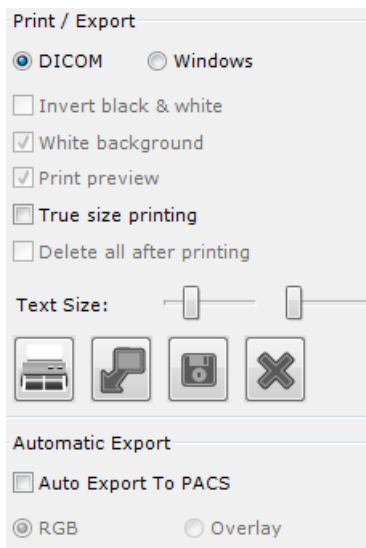 Print / Export
DICOM Windows
Invert black & white
White background
Print preview
True size printing
Delete all after printing
Text Size:
Automatic Export
Auto Export To PACS
RGB Overlay